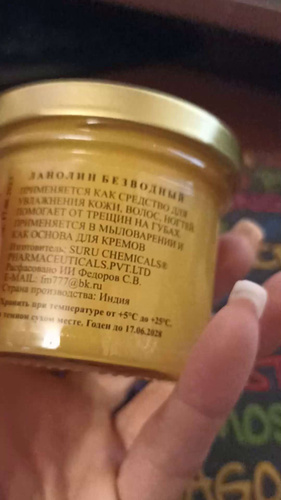 ЛАНОЛИН БЕЗВОДНЫЙ
ПРИМЕНЯЕТСЯ КАК СРЕДСТВО ДЛЯ
УВЛАЖНЕНИЯ КОЖИ, ВОЛОС, НОГТЕЙ
ПОМОГАЕТ ОТ ТРЕЩИН НА ГУБАХ
ПРИМЕНЯЕТСЯ В МЫЛОВАРЕНИИ И
КАК ОСНОВА ДЛЯ КРЕМОВ
Изготовитель: SURU CHEMICALS®
PHARMACEUTICALS.PVT.LTD
Расфасовано ИИ Федоров С.В.
E-MAIL: fm777@bk.ru
Страна производства: Индия
Хранить при температуре от +5°C до +25°C.
в темном сухом месте. Годен до 17.06.2028